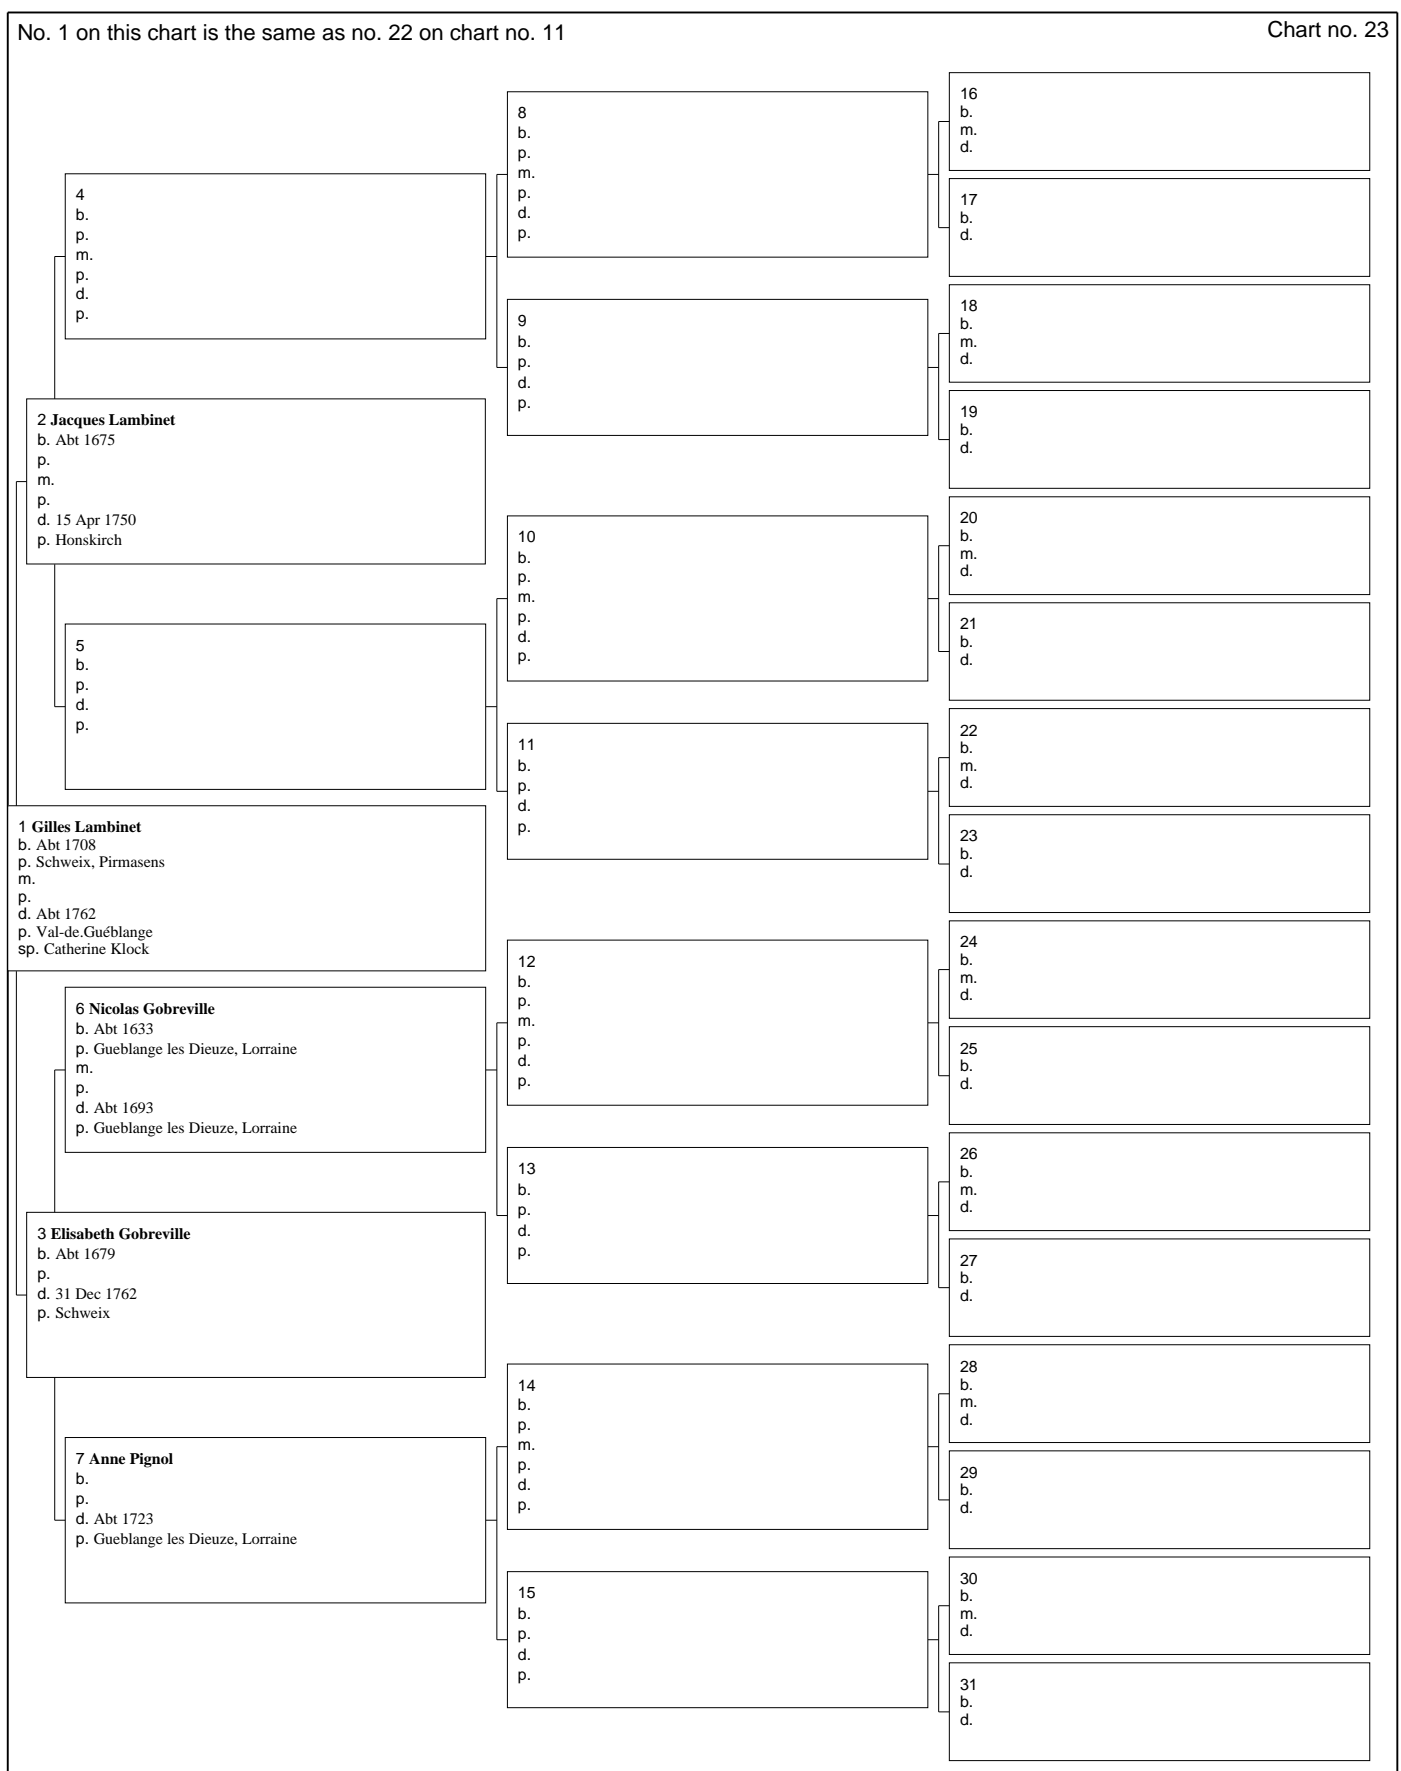 No. 1 on this chart is the same as no. 22 on chart no. 11
Chart no. 23
4
b.
p.
m.
p.
d.
p.
2 Jacques Lambinet
b. Abt 1675
p.
m.
p.
d. 15 Apr 1750
p. Honskirch
5
b.
p.
d.
p.
1 Gilles Lambinet
b. Abt 1708
p. Schweix, Pirmasens
m.
p.
d. Abt 1762
p. Val-de.Guéblange
sp. Catherine Klock
6 Nicolas Gobreville
b. Abt 1633
p. Gueblange les Dieuze, Lorraine
m.
p.
d. Abt 1693
p. Gueblange les Dieuze, Lorraine
3 Elisabeth Gobreville
b. Abt 1679
p.
d. 31 Dec 1762
p. Schweix
7 Anne Pignol
b.
p.
d. Abt 1723
p. Gueblange les Dieuze, Lorraine
8
b.
p.
m.
p.
d.
p.
9
b.
p.
d.
p.
10
b.
p.
m.
p.
d.
p.
11
b.
p.
d.
p.
12
b.
p.
m.
p.
d.
p.
13
b.
p.
d.
p.
14
b.
p.
m.
p.
d.
p.
15
b.
p.
d.
p.
16
b.
m.
d.
17
b.
d.
18
b.
m.
d.
19
b.
d.
20
b.
m.
d.
21
b.
d.
22
b.
m.
d.
23
b.
d.
24
b.
m.
d.
25
b.
d.
26
b.
m.
d.
27
b.
d.
28
b.
m.
d.
29
b.
d.
30
b.
m.
d.
31
b.
d.